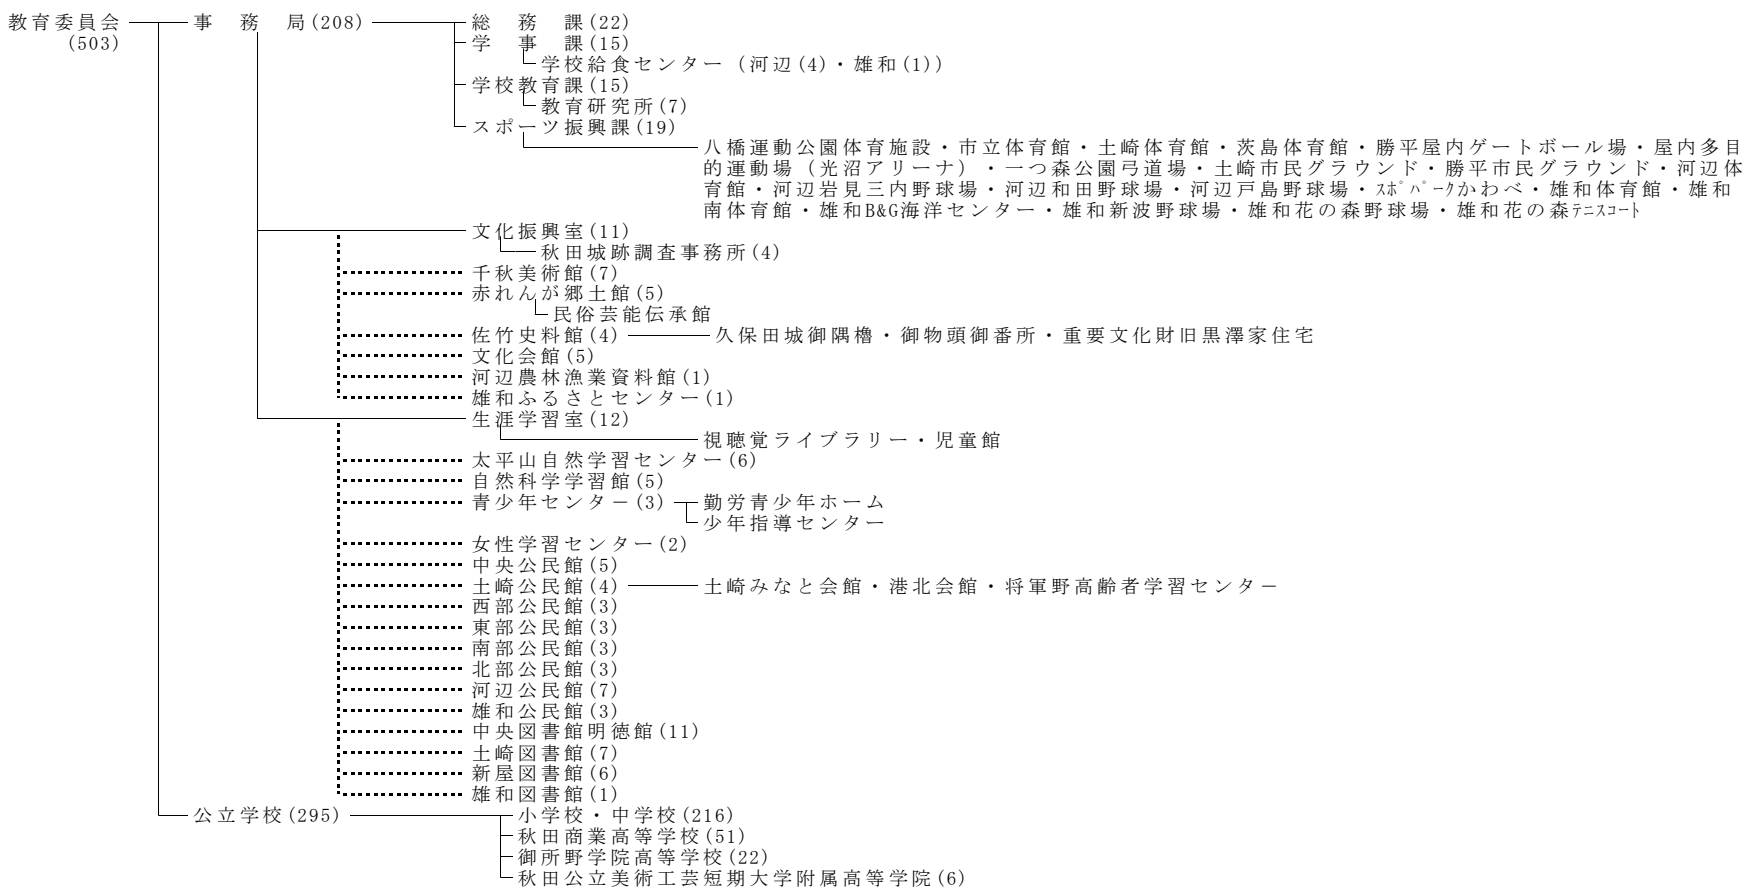 教育委員会 事務局(208) 総務課(22)
(503) 学事課(15)
学校給食センター（河辺(4)・雄和(1)）
学校教育課(15)
教育研究所(7)
スポーツ振興課(19)
八橋運動公園体育施設・市立体育館・土崎体育館・茨島体育館・勝平屋内ゲートボール場・屋内多目
的運動場（光沼アリーナ）・一つ森公園弓道場・土崎市民グラウンド・勝平市民グラウンド・河辺体
育館・河辺岩見三内野球場・河辺和田野球場・河辺戸島野球場・ｽﾎﾟﾊﾟｰｸかわべ・雄和体育館・雄和
南体育館・雄和B&G海洋センター・雄和新波野球場・雄和花の森野球場・雄和花の森ﾃﾆｽｺｰﾄ
文化振興室(11)
秋田城跡調査事務所(4)
千秋美術館(7)
赤れんが郷土館(5)
民俗芸能伝承館
佐竹史料館(4) 久保田城御隅櫓・御物頭御番所・重要文化財旧黒澤家住宅
文化会館(5)
河辺農林漁業資料館(1)
雄和ふるさとセンター(1)
生涯学習室(12)
視聴覚ライブラリー・児童館
太平山自然学習センター(6)
自然科学学習館(5)
青少年センタ－(3) 勤労青少年ホーム
少年指導センター
女性学習センター(2)
中央公民館(5)
土崎公民館(4) 土崎みなと会館・港北会館・将軍野高齢者学習センタ－
西部公民館(3)
東部公民館(3)
南部公民館(3)
北部公民館(3)
河辺公民館(7)
雄和公民館(3)
中央図書館明徳館(11)
土崎図書館(7)
新屋図書館(6)
雄和図書館(1)
公立学校(295) 小学校・中学校(216)
秋田商業高等学校(51)
御所野学院高等学校(22)
秋田公立美術工芸短期大学附属高等学院(6)